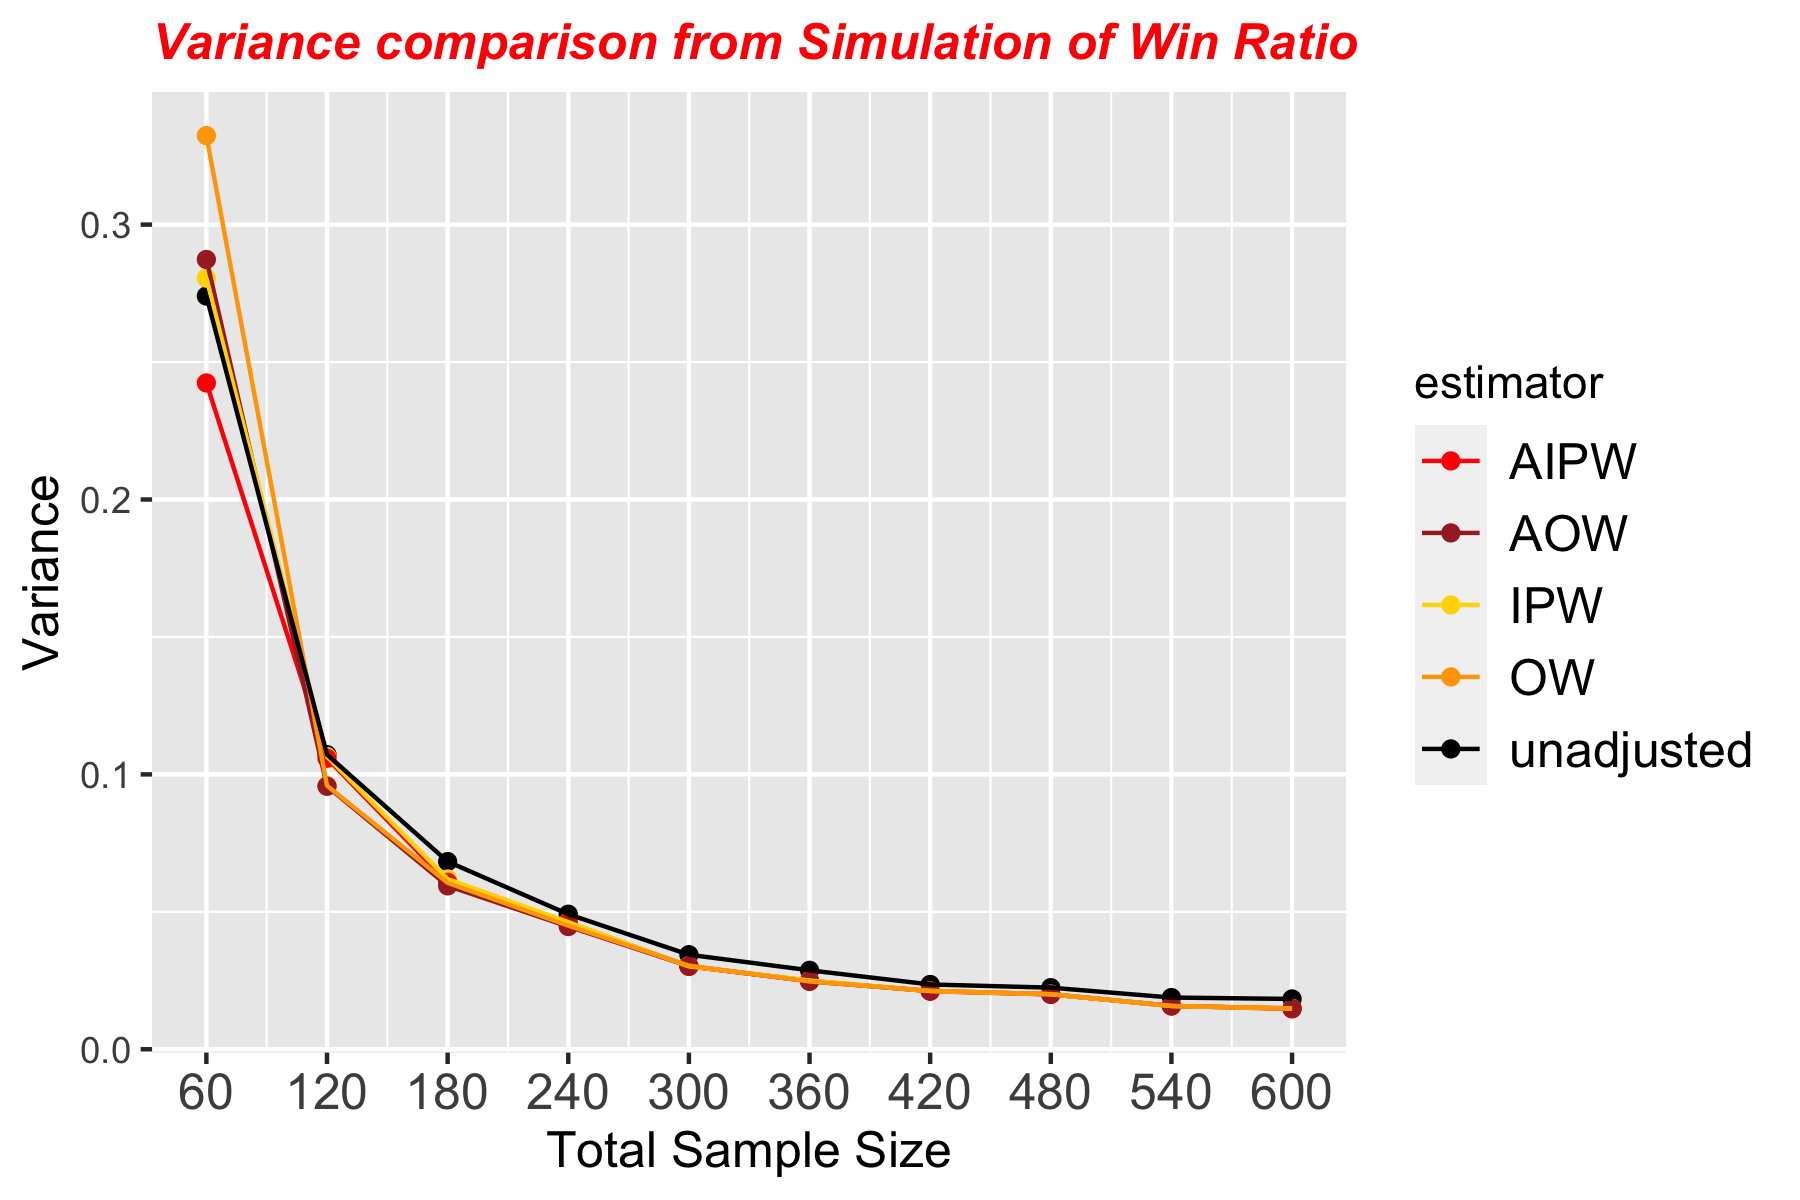 Variance comparison from Simulation of Win Ratio
Variance
0.3
0.2
0.1
0.0
60 120 180 240 300 360 420 480 540 600
Total Sample Size
estimator
AIPW
AOW
IPW
OW
unadjusted